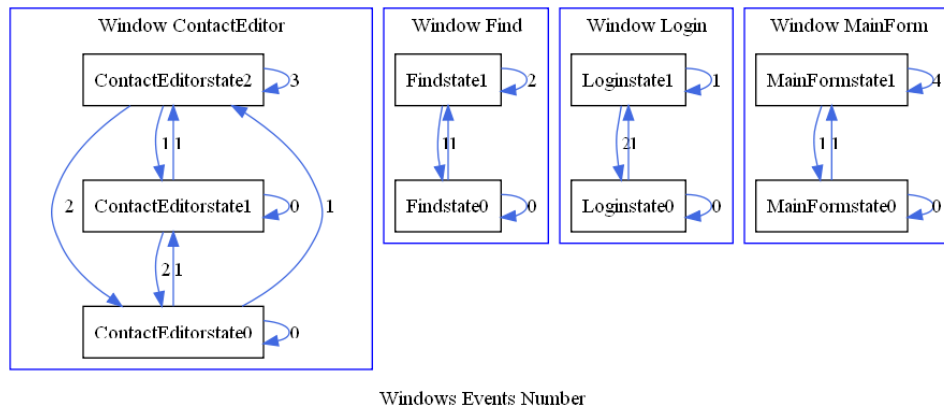 Window ContactEditor
ContactEditorstate2
3
1 1
2
ContactEditorstate1
0
1
2 1
ContactEditorstate0
0
Window Find
Findstate1
2
1 1
Findstate0
0
Window Login
Loginstate1
1
2 1
Loginstate0
0
Window MainForm
MainFormstate1
4
1 1
MainFormstate0
0
Windows Events Number